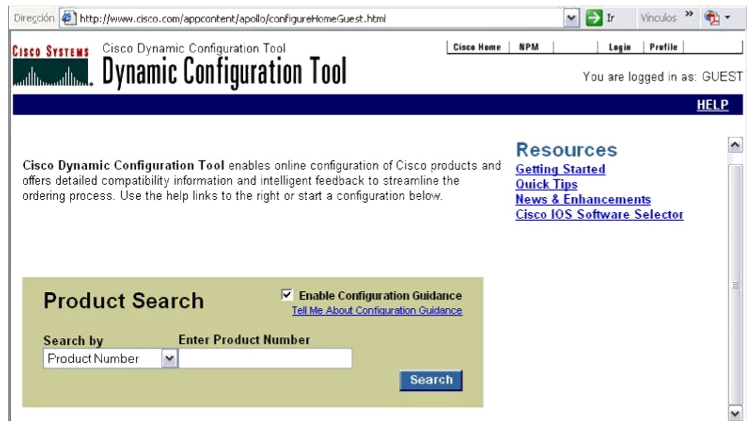 Dirección http://www.cisco.com/appcontent/apollo/configureHomeGuest.html Ir Vínculos »
CISCO SYSTEMS
Cisco Dynamic Configuration Tool
Dynamic Configuration Tool
Cisco Home | NPM | Login | Profile |
You are logged in as: GUEST
HELP
Cisco Dynamic Configuration Tool enables online configuration of Cisco products and
offers detailed compatibility information and intelligent feedback to streamline the
ordering process. Use the help links to the right or start a configuration below.
Resources
Getting Started
Quick Tips
News & Enhancements
Cisco IOS Software Selector
Product Search
Enable Configuration Guidance
Tell Me About Configuration Guidance
Search by Enter Product Number
Product Number
Search